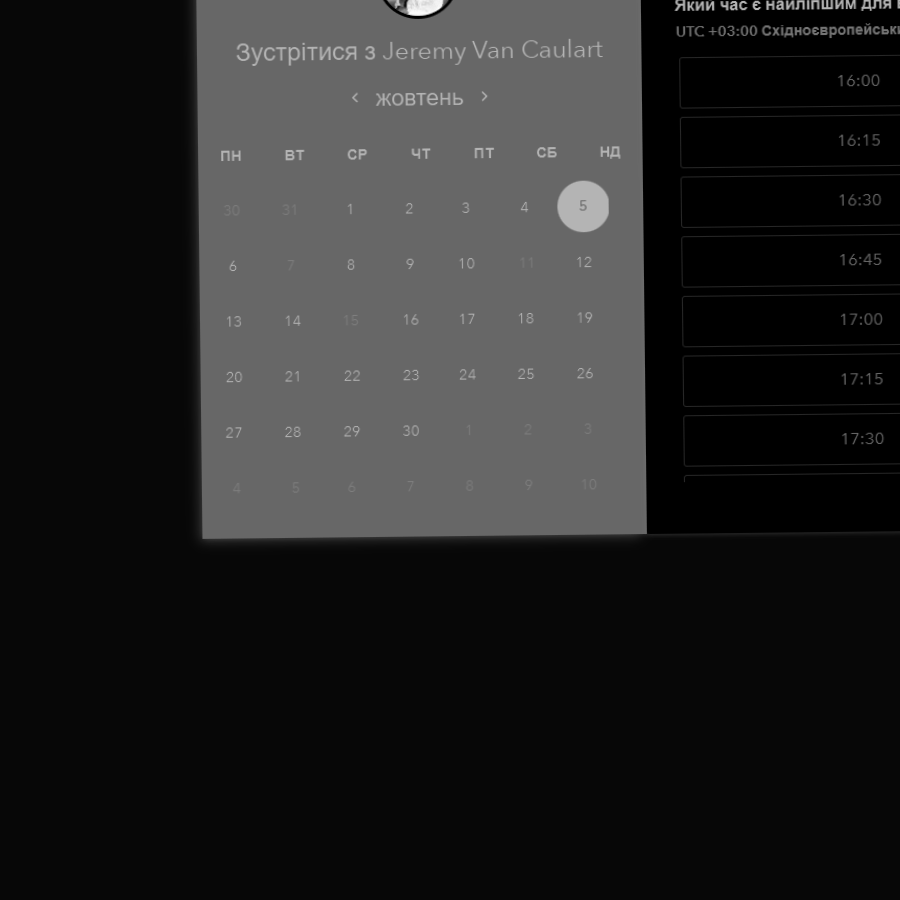 Зустрітися з Jeremy Van Caulart
жовтень
ПН ВТ СР ЧТ ПТ СБ НД
30 31 1 2 3 4 5
6 7 8 9 10 11 12
13 14 15 16 17 18 19
20 21 22 23 24 25 26
27 28 29 30 1 2 3
4 5 6 7 8 9 10
Який час є найліпшим для
UTC +03:00
16:00
16:15
16:30
16:45
17:00
17:15
17:30